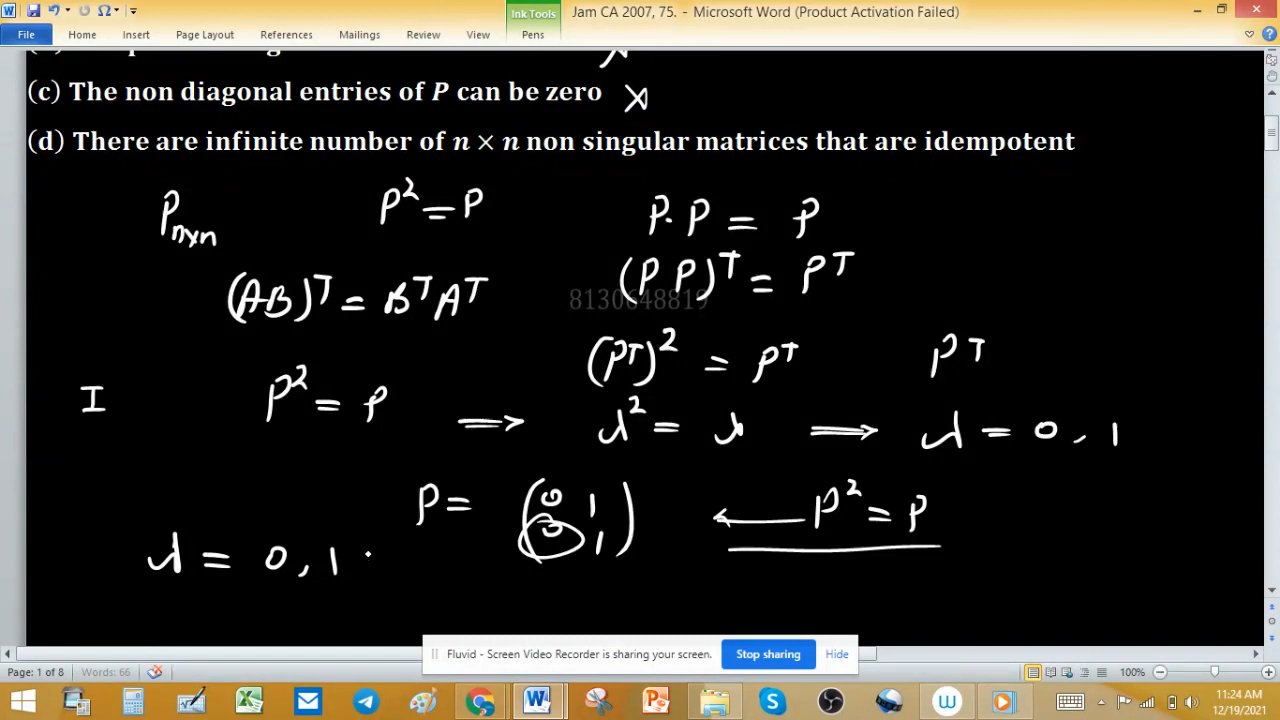 Ink Tools
Jam CA 2007, 75. - Microsoft Word (Product Activation Failed)
File Home Insert Page Layout References Mailings Review View Pens
(c) The non diagonal entries of P can be zero ×
(d) There are infinite number of n × n non singular matrices that are idempotent
Pₙₓₙ P² = P P·P = P
(P P)ᵀ = Pᵀ
(AB)ᵀ = BᵀAᵀ
8130648819
(Pᵀ)² = Pᵀ Pᵀ
I P² = P ⟹ λ² = λ ⟹ λ = 0, 1
P = (0 1
0 1) ⟵ P² = P
λ = 0, 1
Fluvid - Screen Video Recorder is sharing your screen. Stop sharing Hide
Page: 1 of 8 Words: 66 100%
11:24 AM
12/19/2021